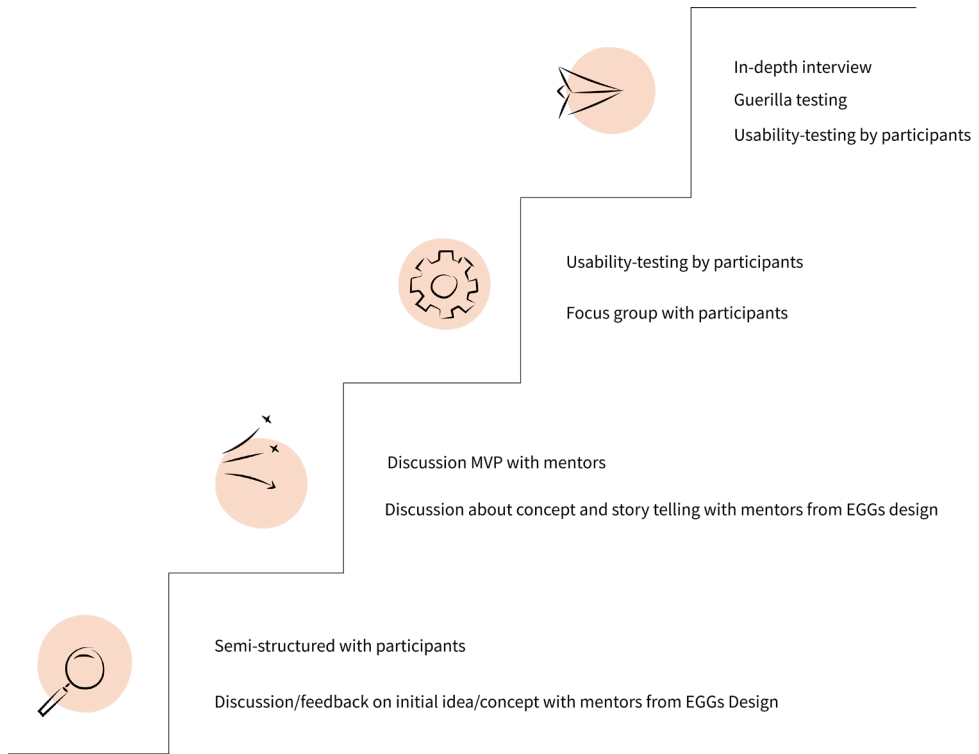 In-depth interview
Guerilla testing
Usability-testing by participants
Usability-testing by participants
Focus group with participants
Discussion MVP with mentors
Discussion about concept and story telling with mentors from EGGs design
Semi-structured with participants
Discussion/feedback on initial idea/concept with mentors from EGGs Design